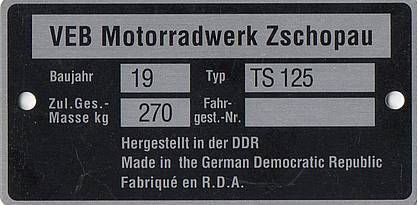 VEB Motorradwerk Zschopau
Baujahr 19 Typ TS 125
Zul.Ges.-
Masse kg 270 Fahr-
gest.-Nr.
Hergestellt in der DDR
Made in the German Democratic Republic
Fabriqué en R.D.A.